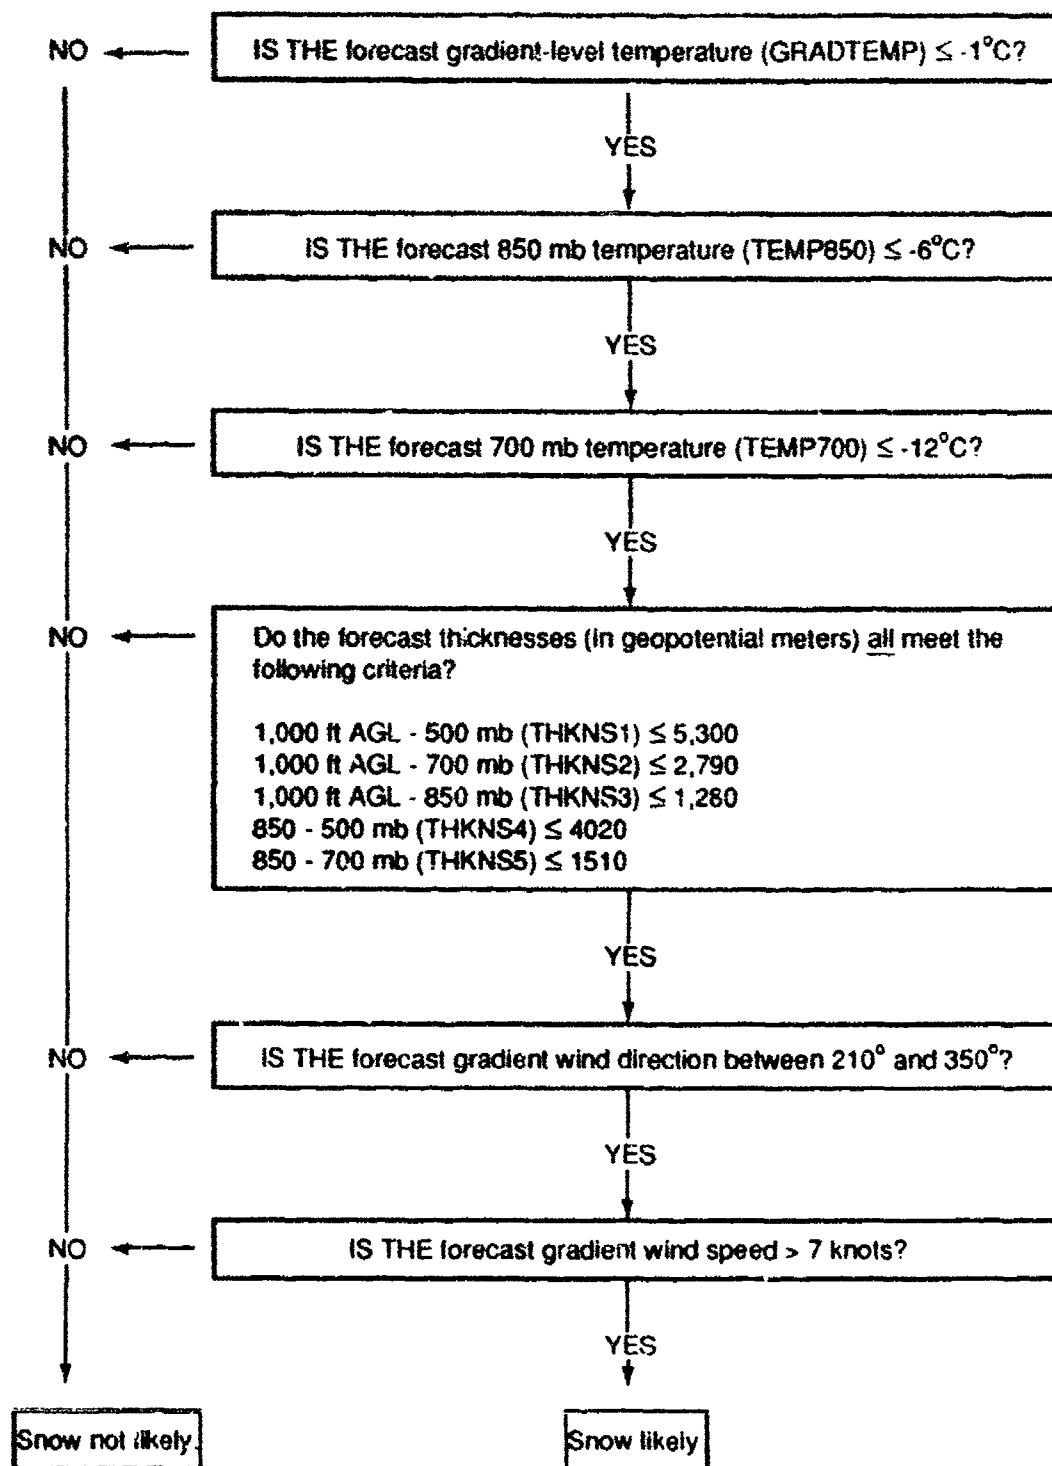 NO
IS THE forecast gradient-level temperature (GRADTEMP) ≤ -1°C?
YES
NO
IS THE forecast 850 mb temperature (TEMP850) ≤ -6°C?
YES
NO
IS THE forecast 700 mb temperature (TEMP700) ≤ -12°C?
YES
NO
Do the forecast thicknesses (in geopotential meters) all meet the
following criteria?
1,000 ft AGL - 500 mb (THKNS1) ≤ 5,300
1,000 ft AGL - 700 mb (THKNS2) ≤ 2,790
1,000 ft AGL - 850 mb (THKNS3) ≤ 1,280
850 - 500 mb (THKNS4) ≤ 4020
850 - 700 mb (THKNS5) ≤ 1510
YES
NO
IS THE forecast gradient wind direction between 210° and 350°?
YES
NO
IS THE forecast gradient wind speed > 7 knots?
YES
Snow not likely.
Snow likely